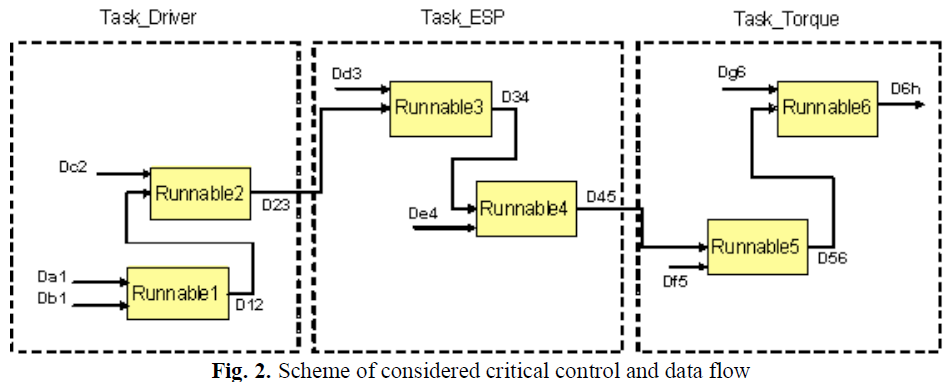 Task_Driver
Task_ESP
Task_Torque
Da1
Db1
Runnable1
D12
Dc2
Runnable2
D23
Dd3
Runnable3
D34
De4
Runnable4
D45
Df5
Runnable5
D56
Dg6
Runnable6
D6h
Fig. 2. Scheme of considered critical control and data flow